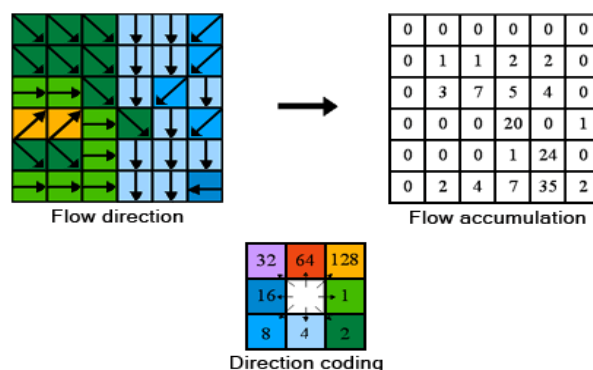 0 0 0 0 0 0
0 1 1 2 2 0
0 3 7 5 4 0
0 0 0 20 0 1
0 0 0 1 24 0
0 2 4 7 35 2
Flow direction
Flow accumulation
32 64 128
16 1
8 4 2
Direction coding